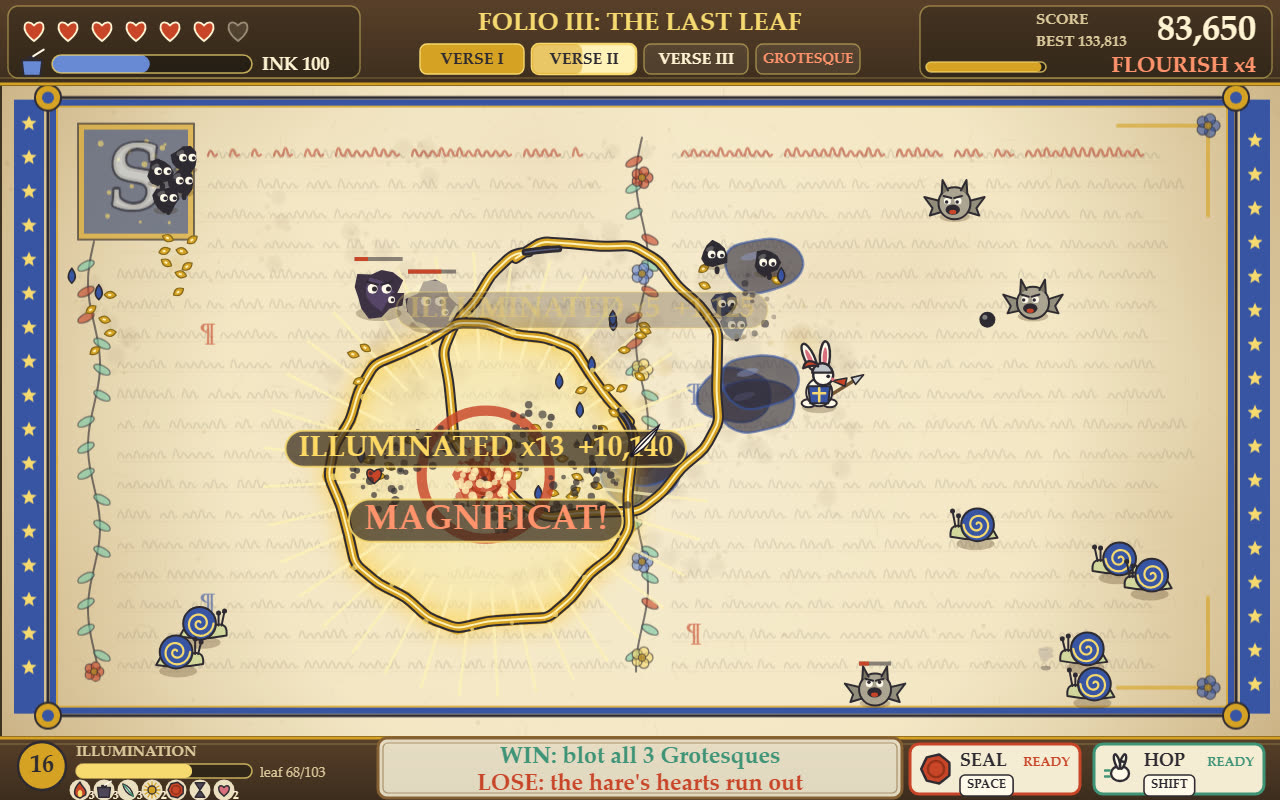 FOLIO III: THE LAST LEAF
INK 100
VERSE I
VERSE II
VERSE III
GROTESQUE
SCORE
83,650
BEST 133,813
FLOURISH x4
S
¶
¶
ILLUMINATED x13 +10,140
MAGNIFICAT!
¶
¶
16
ILLUMINATION
leaf 68/103
WIN: blot all 3 Grotesques
LOSE: the hare's hearts run out
SEAL READY
SPACE
HOP READY
SHIFT